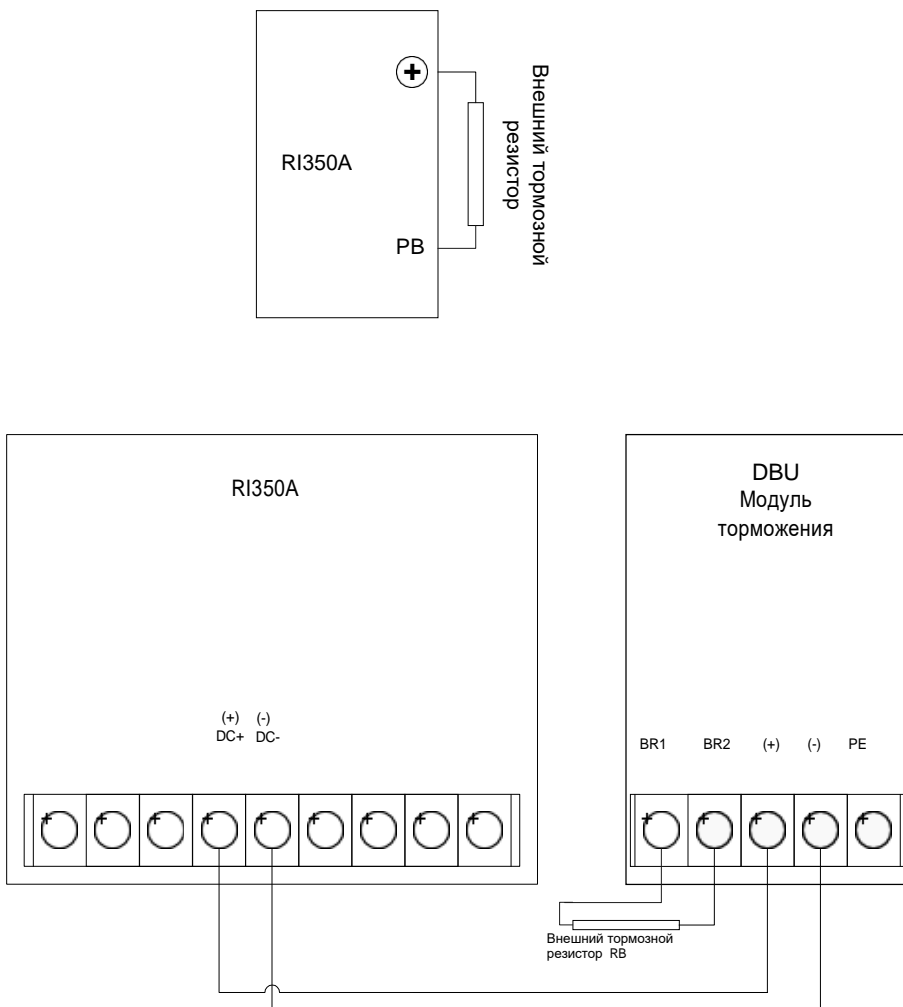 +
RI350A
PB
Внешний тормозной
резистор
RI350A
(+) (-)
DC+ DC-
DBU
Модуль
торможения
BR1 BR2 (+) (-) PE
+ + + + + + + + +
+ + + + +
Внешний тормозной
резистор RB